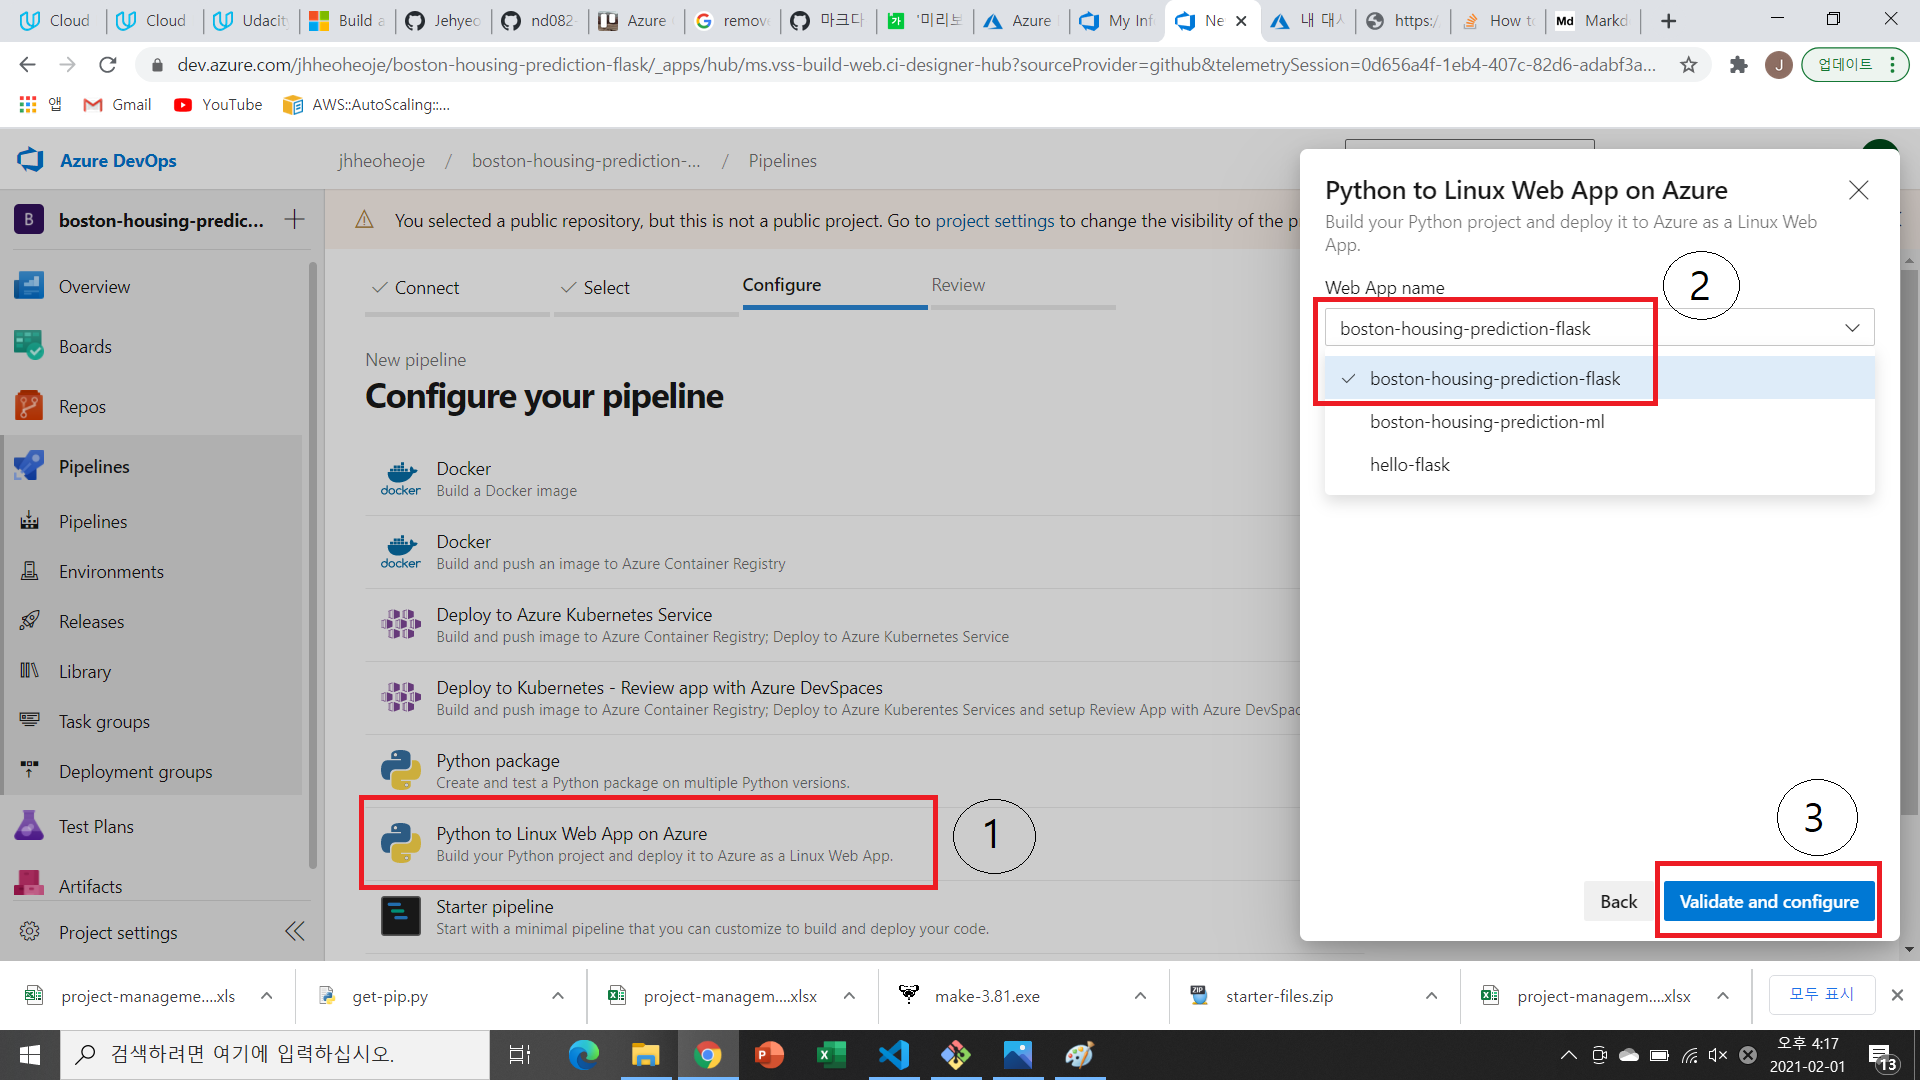 Cloud
Cloud
Udacit
Build a
Jehyeo
nd082-
Azure
remov
마크다
'미리보
Azure
My Inf
Ne
내 대시
https:/
How to
Md Markd
dev.azure.com/jhheoheoje/boston-housing-prediction-flask/_apps/hub/ms.vss-build-web.ci-designer-hub?sourceProvider=github&telemetrySession=0d656a4f-1eb4-407c-82d6-adabf3a...
J
업데이트
앱
Gmail
YouTube
AWS::AutoScaling::...
Azure DevOps
jhheoheoje / boston-housing-prediction-... / Pipelines
B boston-housing-predic...
Overview
Boards
Repos
Pipelines
Pipelines
Environments
Releases
Library
Task groups
Deployment groups
Test Plans
Artifacts
Project settings
You selected a public repository, but this is not a public project. Go to project settings to change the visibility of the p
Connect
Select
Configure
Review
New pipeline
Configure your pipeline
docker
Docker
Build a Docker image
docker
Docker
Build and push an image to Azure Container Registry
Deploy to Azure Kubernetes Service
Build and push image to Azure Container Registry; Deploy to Azure Kubernetes Service
Deploy to Kubernetes - Review app with Azure DevSpaces
Build and push image to Azure Container Registry; Deploy to Azure Kuberentes Services and setup Review App with Azure DevSpac
Python package
Create and test a Python package on multiple Python versions.
Python to Linux Web App on Azure
Build your Python project and deploy it to Azure as a Linux Web App.
1
Starter pipeline
Start with a minimal pipeline that you can customize to build and deploy your code.
Python to Linux Web App on Azure
Build your Python project and deploy it to Azure as a Linux Web
App.
2
Web App name
boston-housing-prediction-flask
boston-housing-prediction-flask
boston-housing-prediction-ml
hello-flask
3
Back
Validate and configure
project-manageme....xls
get-pip.py
project-managem....xlsx
make-3.81.exe
ZIP
starter-files.zip
project-managem....xlsx
모두 표시
검색하려면 여기에 입력하십시오.
오후 4:17
2021-02-01
13